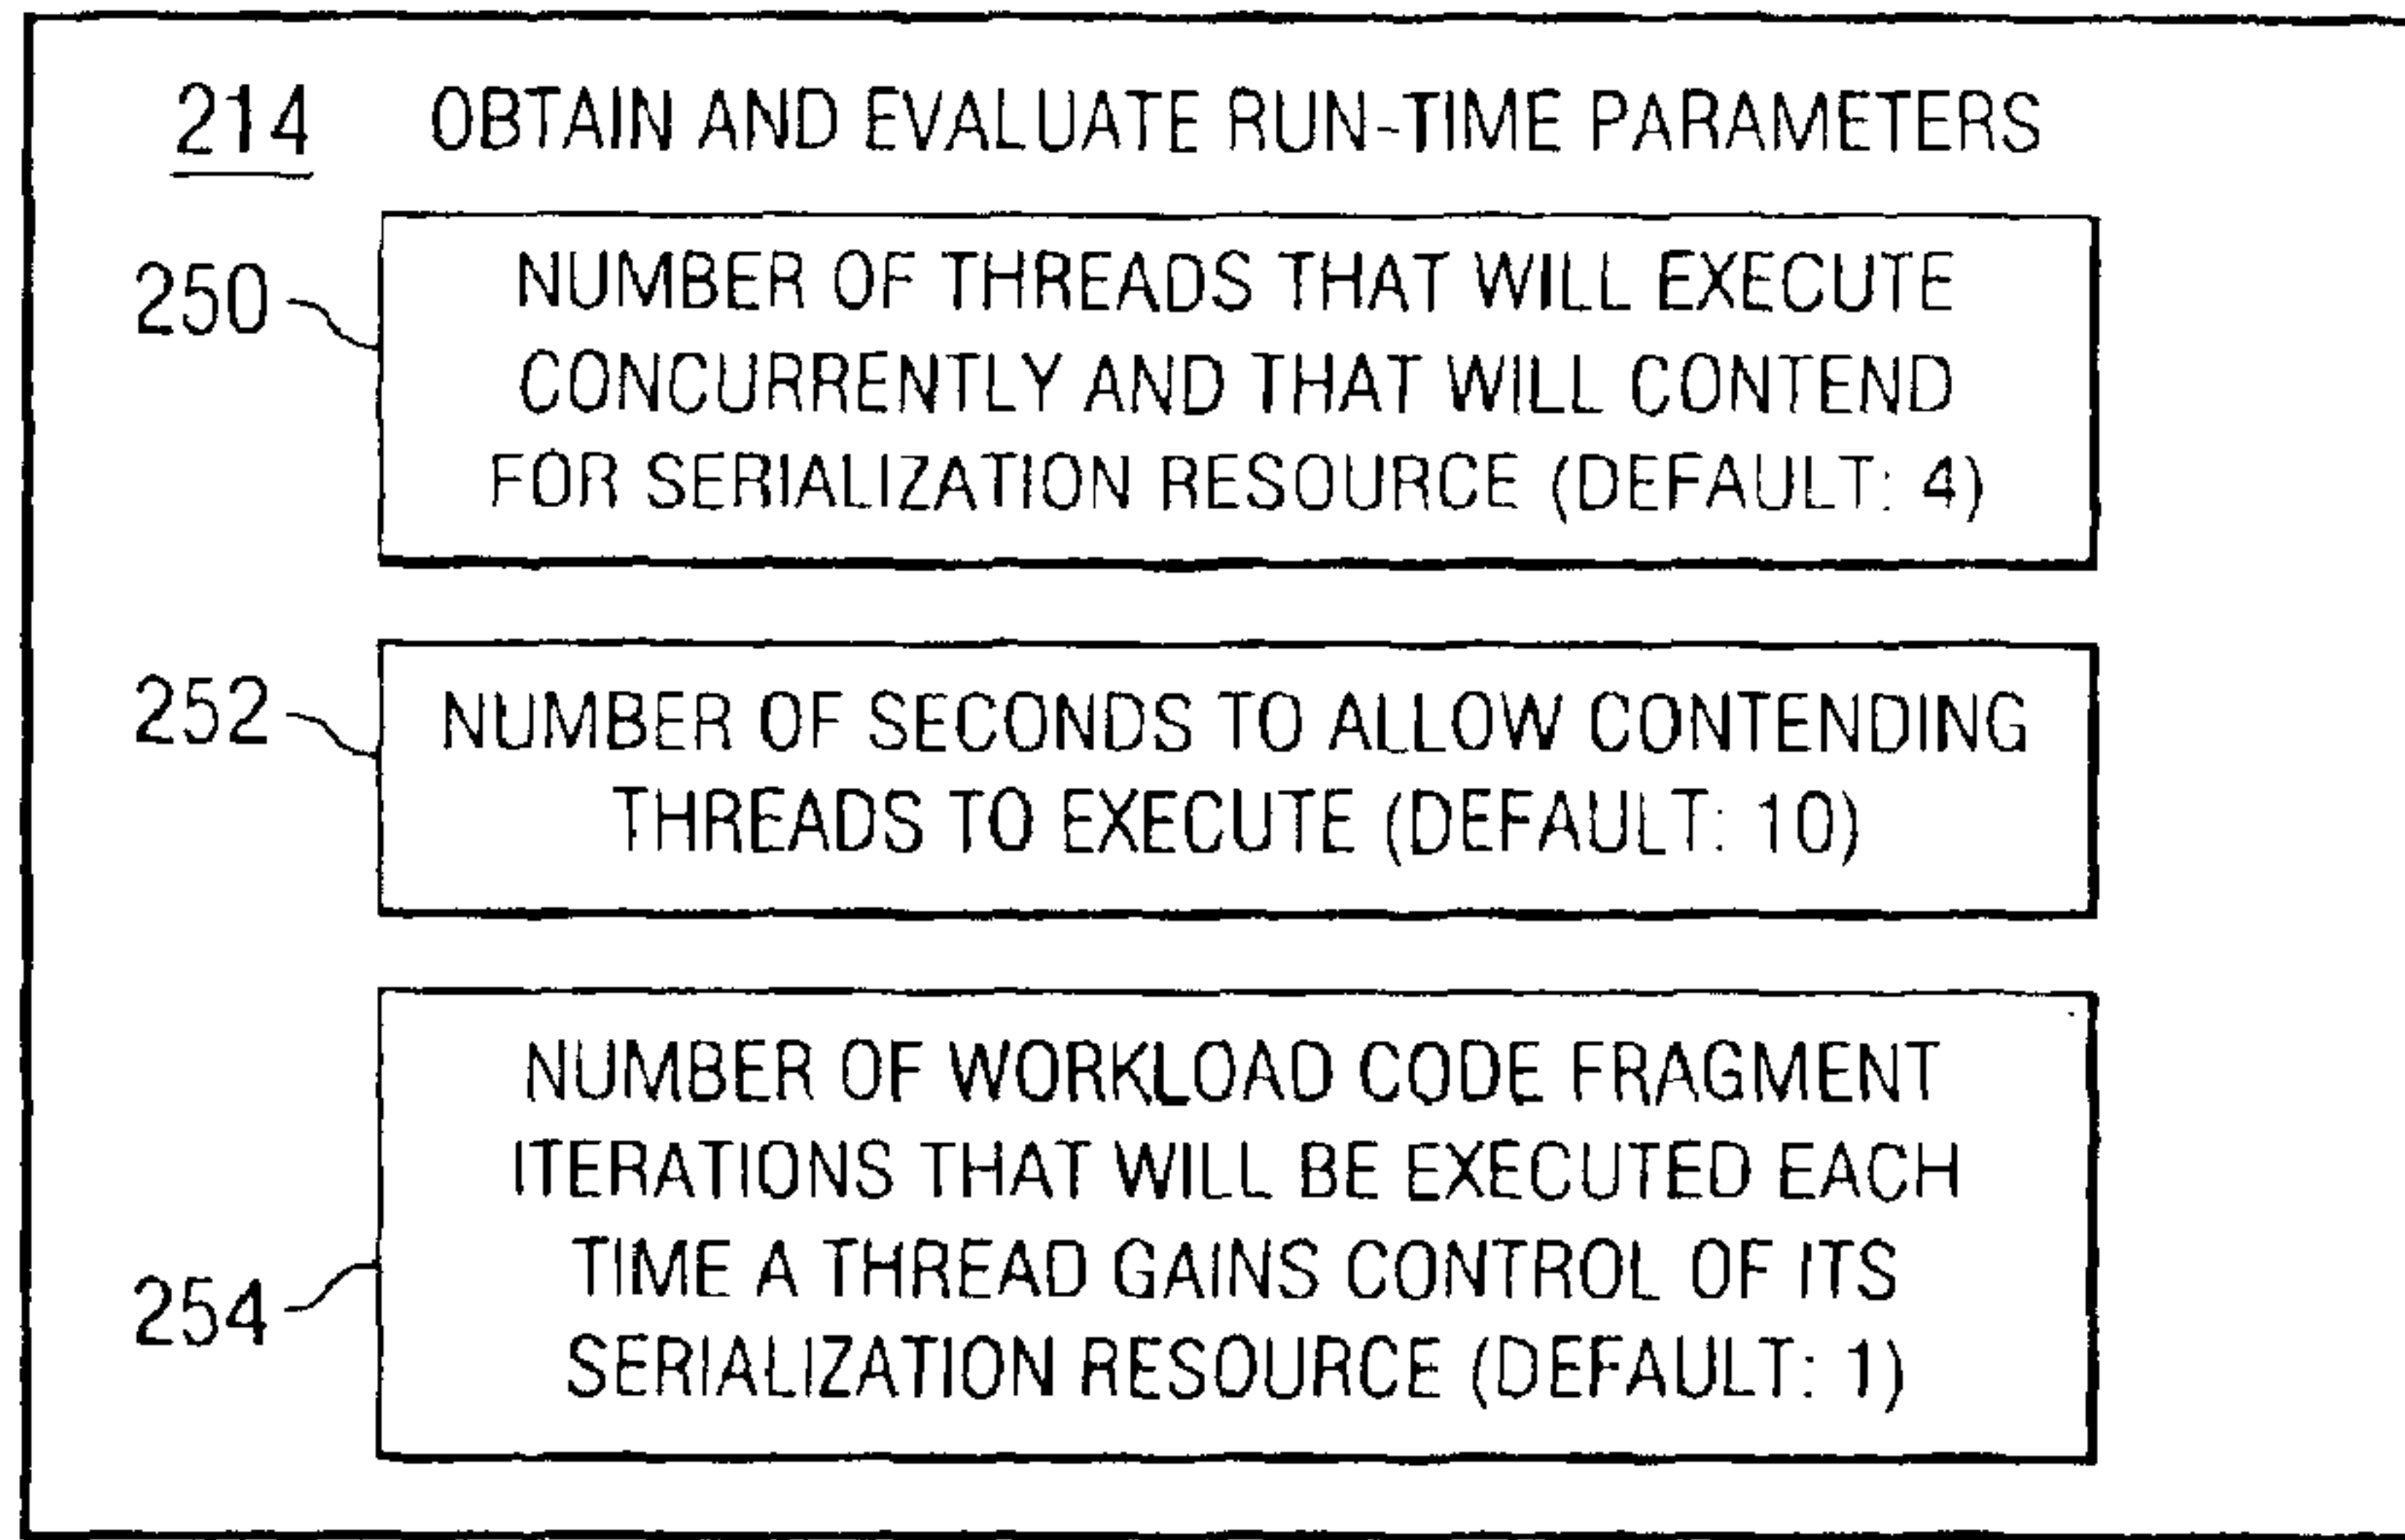 214 OBTAIN AND EVALUATE RUN-TIME PARAMETERS
250
NUMBER OF THREADS THAT WILL EXECUTE
CONCURRENTLY AND THAT WILL CONTEND
FOR SERIALIZATION RESOURCE (DEFAULT: 4)
252
NUMBER OF SECONDS TO ALLOW CONTENDING
THREADS TO EXECUTE (DEFAULT: 10)
254
NUMBER OF WORKLOAD CODE FRAGMENT
ITERATIONS THAT WILL BE EXECUTED EACH
TIME A THREAD GAINS CONTROL OF ITS
SERIALIZATION RESOURCE (DEFAULT: 1)